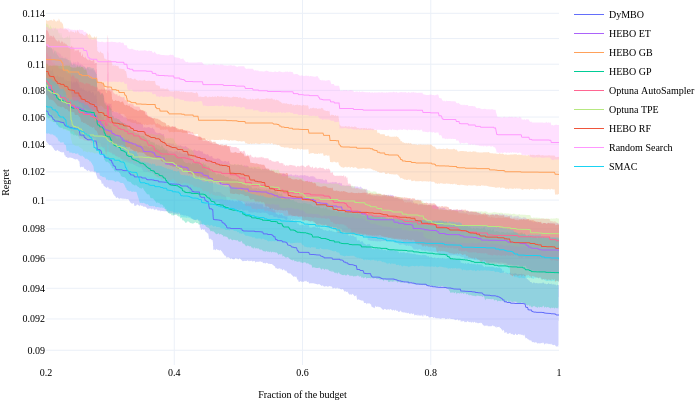 0.114
0.112
0.11
0.108
0.106
0.104
0.102
0.1
0.098
0.096
0.094
0.092
0.09
Regret
0.2
0.4
0.6
0.8
1
Fraction of the budget
DyMBO
HEBO ET
HEBO GB
HEBO GP
Optuna AutoSampler
Optuna TPE
HEBO RF
Random Search
SMAC